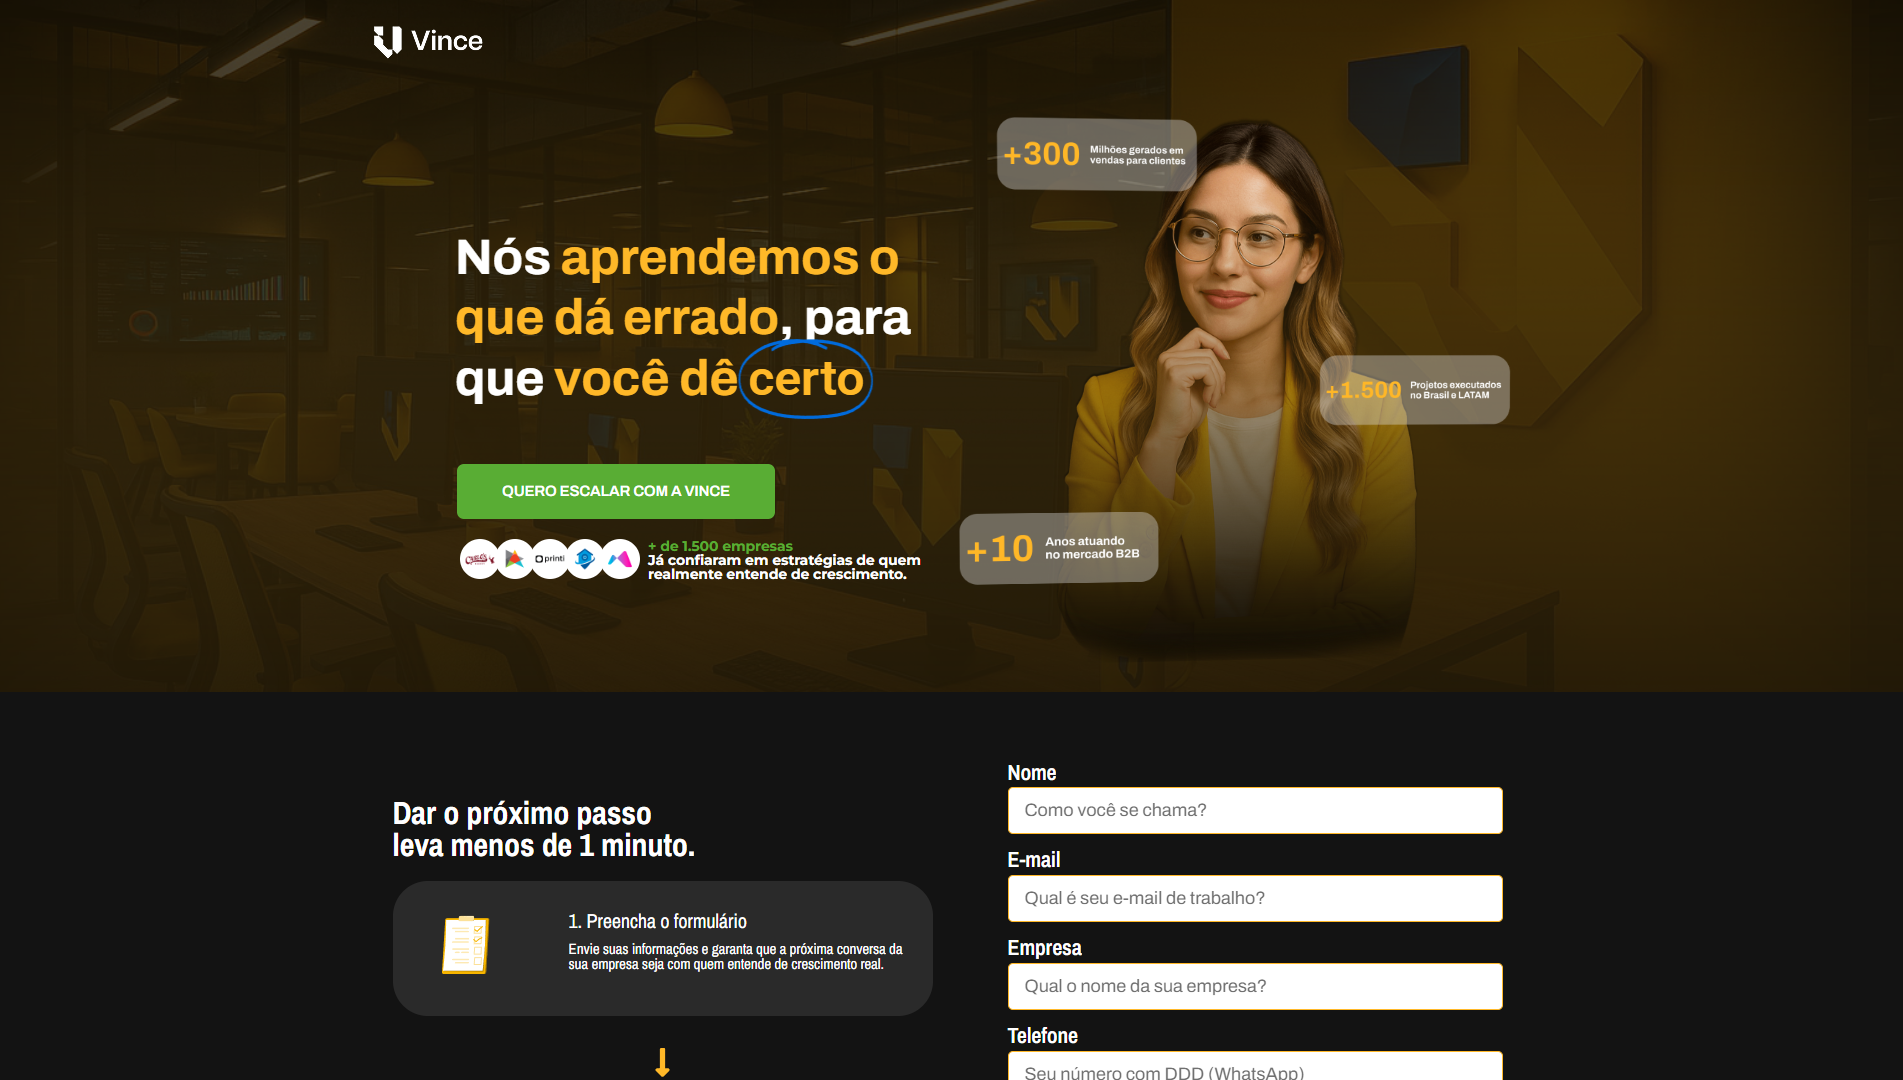 Vince
+300
Milhões gerados em
vendas para clientes
Nós aprendemos o
que dá errado, para
que você dê certo
+1.500
Projetos executados
no Brasil e LATAM
QUERO ESCALAR COM A VINCE
printi
+ de 1.500 empresas
Já confiaram em estratégias de quem
realmente entende de crescimento.
+10
Anos atuando
no mercado B2B
Dar o próximo passo
leva menos de 1 minuto.
1. Preencha o formulário
Envie suas informações e garanta que a próxima conversa da
sua empresa seja com quem entende de crescimento real.
Nome
Como você se chama?
E-mail
Qual é seu e-mail de trabalho?
Empresa
Qual o nome da sua empresa?
Telefone
Seu número com DDD (WhatsApp)